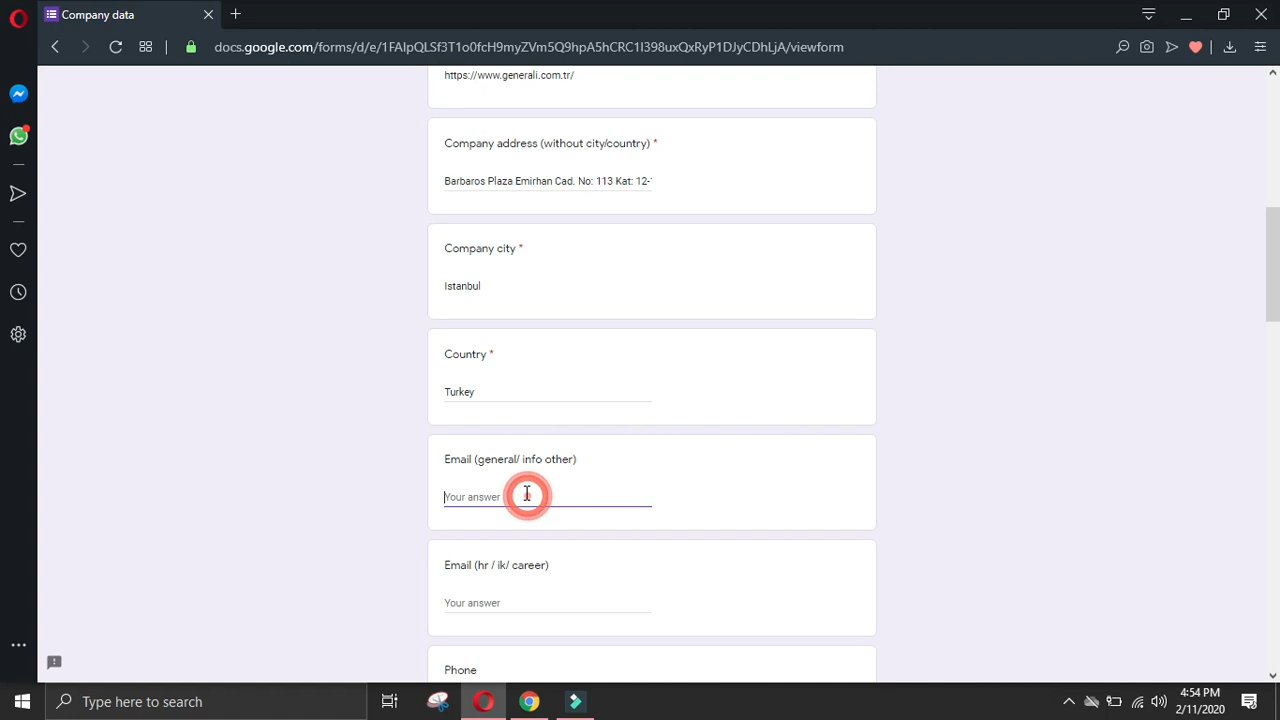 Company data
docs.google.com/forms/d/e/1FAIpQLSf3T1o0fcH9myZVm5Q9hpA5hCRC1I398uxQxRyP1DJyCDhLjA/viewform
https://www.generali.com.tr/
Company address (without city/country) *
Barbaros Plaza Emirhan Cad. No: 113 Kat: 12-
Company city *
Istanbul
Country *
Turkey
Email (general/ info other)
Your answer
Email (hr / ik/ career)
Your answer
Phone
Type here to search
4:54 PM
2/11/2020